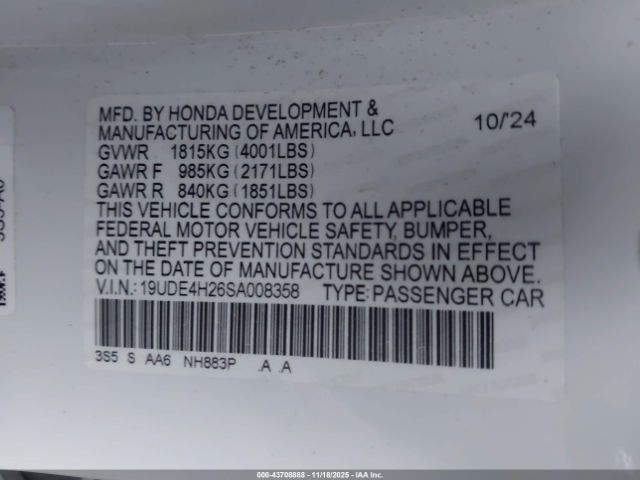 MFD. BY HONDA DEVELOPMENT &
MANUFACTURING OF AMERICA, LLC 10/'24
GVWR 1815KG (4001LBS)
GAWR F 985KG (2171LBS)
GAWR R 840KG (1851LBS)
THIS VEHICLE CONFORMS TO ALL APPLICABLE
FEDERAL MOTOR VEHICLE SAFETY, BUMPER,
AND THEFT PREVENTION STANDARDS IN EFFECT
ON THE DATE OF MANUFACTURE SHOWN ABOVE.
V.I.N.: 19UDE4H26SA008358 TYPE: PASSENGER CAR
3S5 S AA6 NH883P .A .A
000-43708888 - 11/18/2025 - IAA Inc.